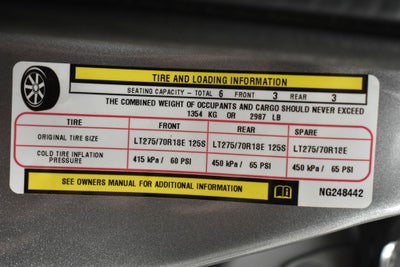 TIRE AND LOADING INFORMATION
SEATING CAPACITY - TOTAL 6 FRONT 3 REAR 3
THE COMBINED WEIGHT OF OCCUPANTS AND CARGO SHOULD NEVER EXCEED
1354 KG OR 2987 LB
TIRE FRONT REAR SPARE
ORIGINAL TIRE SIZE LT275/70R18E 125S LT275/70R18E 125S LT275/70R18E
COLD TIRE INFLATION PRESSURE 415 kPa / 60 PSI 450 kPa / 65 PSI 450 kPa / 65 PSI
SEE OWNERS MANUAL FOR ADDITIONAL INFORMATION NG248442